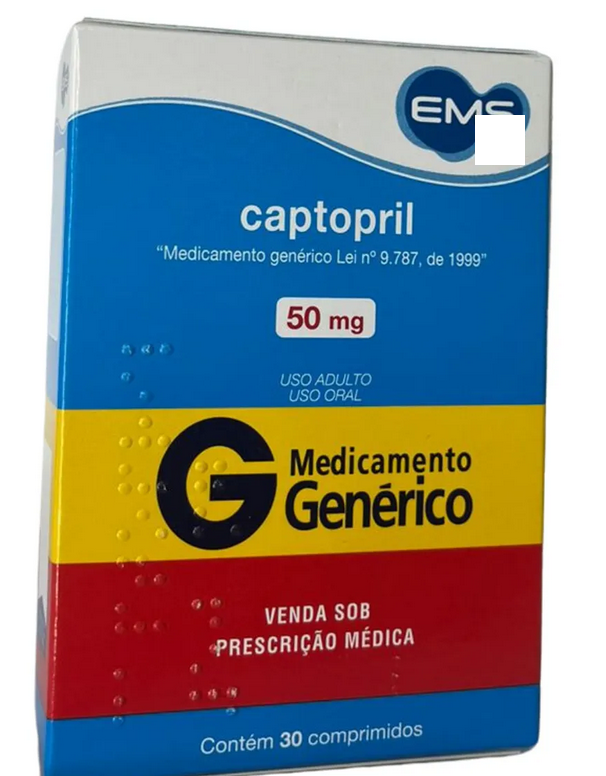 EMS
captopril
“Medicamento genérico Lei nº 9.787, de 1999”
50 mg
USO ADULTO
USO ORAL
G Medicamento
Genérico
VENDA SOB
PRESCRIÇÃO MÉDICA
Contém 30 comprimidos